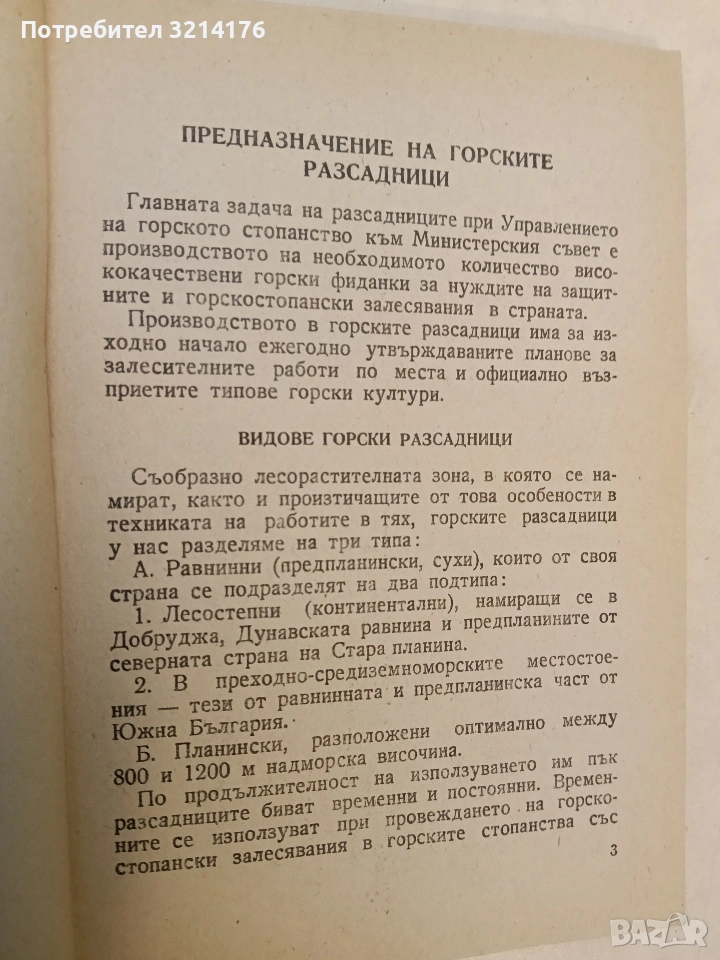 Потребител 3214176
ПРЕДНАЗНАЧЕНИЕ НА ГОРСКИТЕ
РАЗСАДНИЦИ
Главната задача на разсадниците при Управлението
на горското стопанство към Министерския съвет е
производството на необходимото количество висо-
кокачествени горски фиданки за нуждите на защит-
ните и горскостопански залесявания в страната.
Производството в горските разсадници има за из-
ходно начало ежегодно утвърждаваните планове за
залесителните работи по места и официално въз-
приетите типове горски култури.
ВИДОВЕ ГОРСКИ РАЗСАДНИЦИ
Съобразно лесорастителната зона, в която се на-
мират, както и произтичащите от това особености в
техниката на работите в тях, горските разсадници
у нас разделяме на три типа:
А. Равнинни (предпланински, сухи), които от своя
страна се подразделят на два подтипа:
1. Лесостепни (континентални), намиращи се в
Добруджа, Дунавската равнина и предпланините от
северната страна на Стара планина.
2. В преходно-средиземноморските местостое-
ния — тези от равнинната и предпланинска част от
Южна България.
Б. Планински, разположени оптимално между
800 и 1200 м надморска височина.
По продължителност на използуването им пък
разсадниците биват временни и постоянни. Времен-
ните се използуват при провеждането на горско-
стопански залесявания в горските стопанства със
3
BAZAR